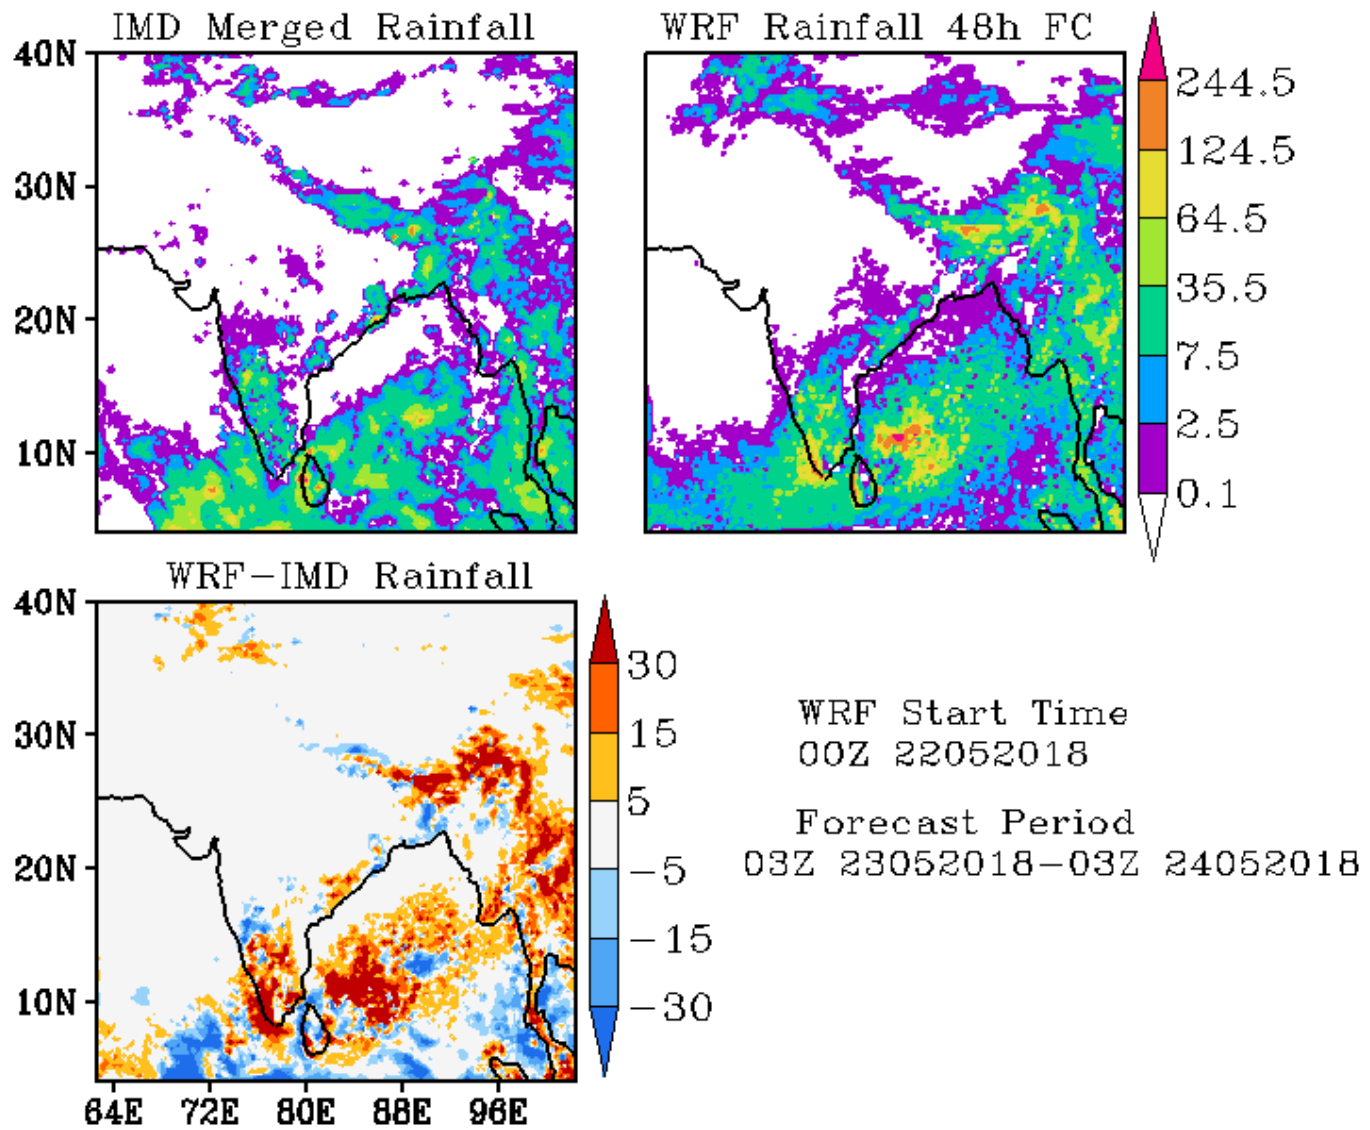 IMD Merged Rainfall
WRF Rainfall 48h FC
40N
30N
20N
10N
244.5
124.5
64.5
35.5
7.5
2.5
0.1
WRF-IMD Rainfall
40N
30N
20N
10N
64E 72E 80E 88E 96E
30
15
5
-5
-15
-30
WRF Start Time
00Z 22052018
Forecast Period
03Z 23052018-03Z 24052018